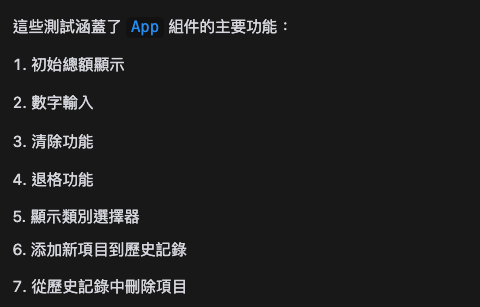 這些測試涵蓋了 App 組件的主要功能：
1. 初始總額顯示
2. 數字輸入
3. 清除功能
4. 退格功能
5. 顯示類別選擇器
6. 添加新項目到歷史記錄
7. 從歷史記錄中刪除項目